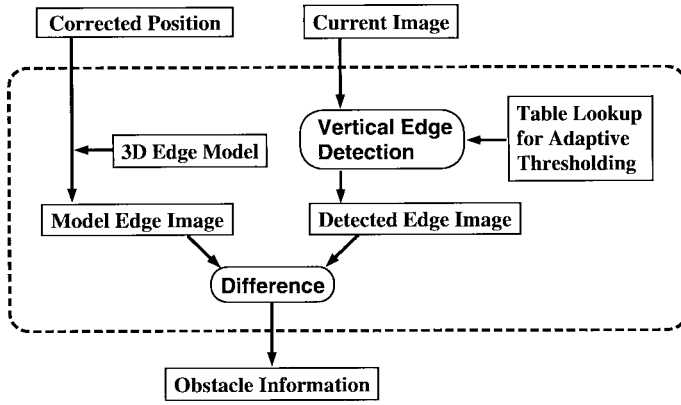 Corrected Position
Current Image
Vertical Edge
Detection
Table Lookup
for Adaptive
Thresholding
3D Edge Model
Model Edge Image
Detected Edge Image
Difference
Obstacle Information